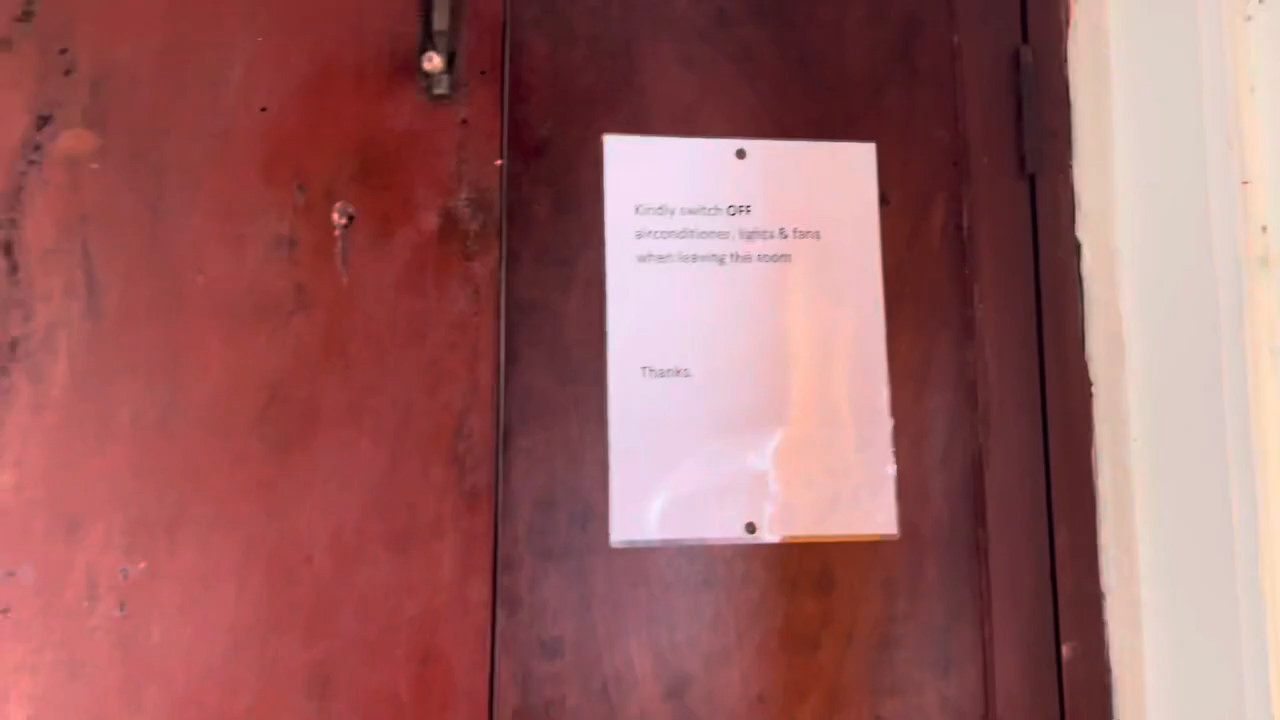 Kindly switch OFF
airconditioner, lights & fans
when leaving the room
Thanks.